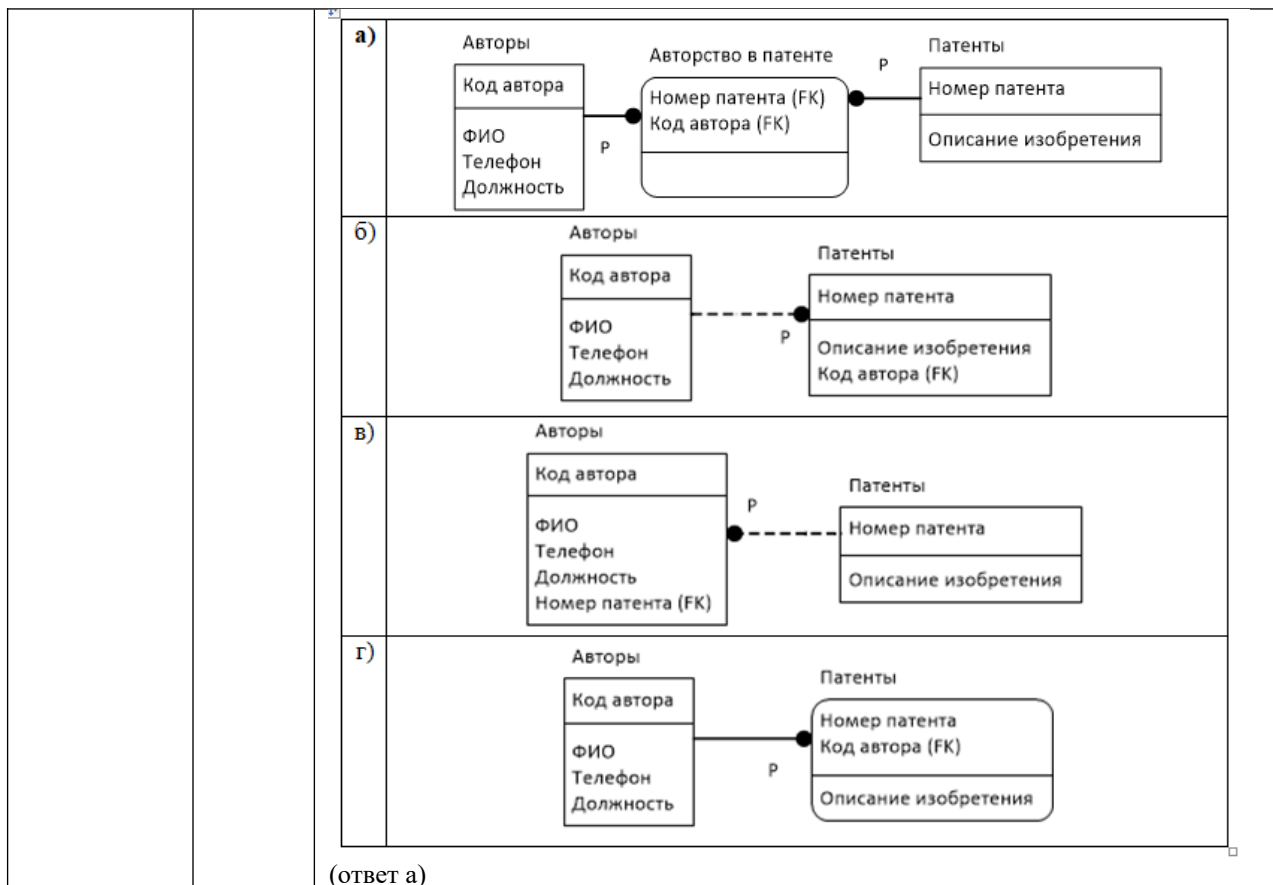 а)
Авторы
Код автора
ФИО
Телефон
Должность
Р
Авторство в патенте
Номер патента (FK)
Код автора (FK)
Р
Патенты
Номер патента
Описание изобретения
б)
Авторы
Код автора
ФИО
Телефон
Должность
Р
Патенты
Номер патента
Описание изобретения
Код автора (FK)
в)
Авторы
Код автора
ФИО
Телефон
Должность
Номер патента (FK)
Р
Патенты
Номер патента
Описание изобретения
г)
Авторы
Код автора
ФИО
Телефон
Должность
Р
Патенты
Номер патента
Код автора (FK)
Описание изобретения
(ответ а)